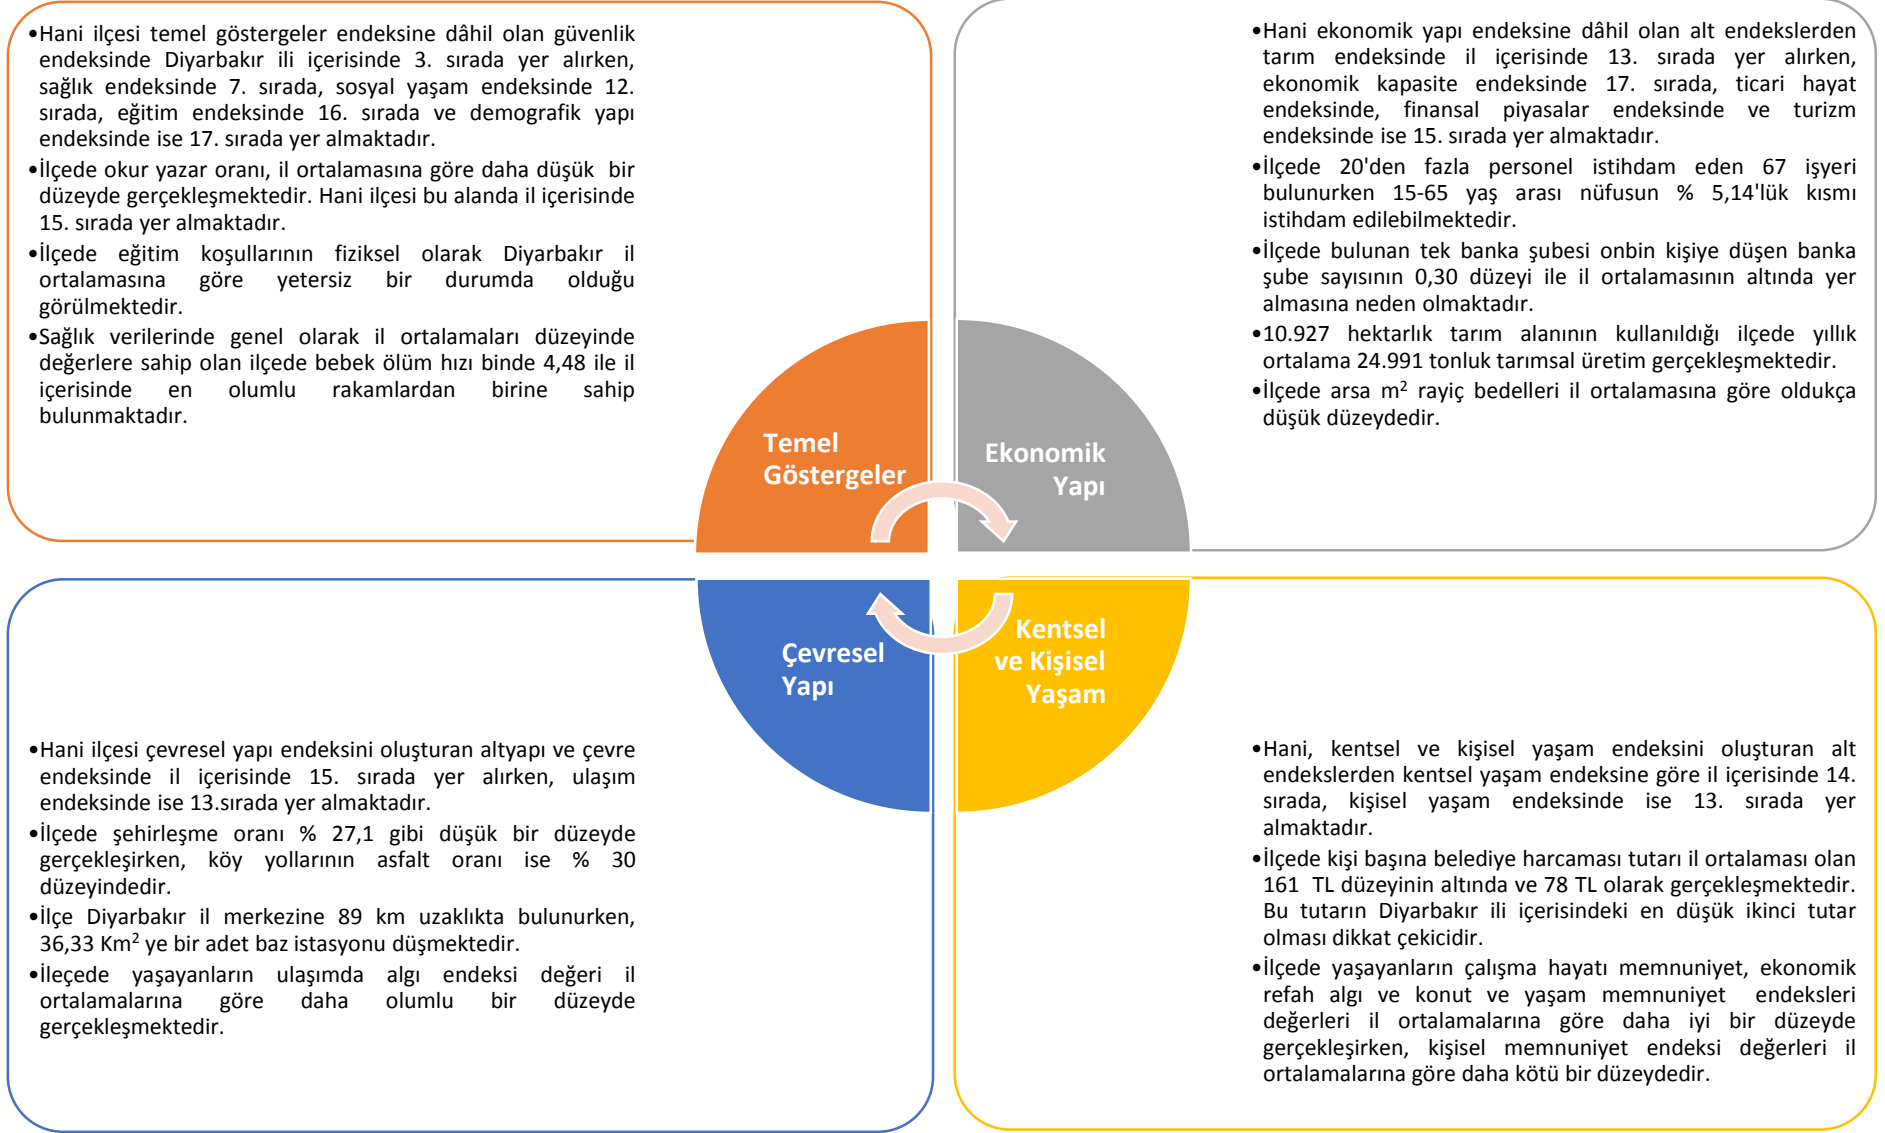 •Hani ilçesi temel göstergeler endeksine dâhil olan güvenlik
endeksinde Diyarbakır ili içerisinde 3. sırada yer alırken,
sağlık endeksinde 7. sırada, sosyal yaşam endeksinde 12.
sırada, eğitim endeksinde 16. sırada ve demografik yapı
endeksinde ise 17. sırada yer almaktadır.
•İlçede okur yazar oranı, il ortalamasına göre daha düşük bir
düzeyde gerçekleşmektedir. Hani ilçesi bu alanda il içerisinde
15. sırada yer almaktadır.
•İlçede eğitim koşullarının fiziksel olarak Diyarbakır il
ortalamasına göre yetersiz bir durumda olduğu
görülmektedir.
•Sağlık verilerinde genel olarak il ortalamaları düzeyinde
değerlere sahip olan ilçede bebek ölüm hızı binde 4,48 ile il
içerisinde en olumlu rakamlardan birine sahip
bulunmaktadır.
Temel
Göstergeler
•Hani ekonomik yapı endeksine dâhil olan alt endekslerden
tarım endeksinde il içerisinde 13. sırada yer alırken,
ekonomik kapasite endeksinde 17. sırada, ticari hayat
endeksinde, finansal piyasalar endeksinde ve turizm
endeksinde ise 15. sırada yer almaktadır.
•İlçede 20'den fazla personel istihdam eden 67 işyeri
bulunurken 15-65 yaş arası nüfusun % 5,14'lük kısmı
istihdam edilebilmektedir.
•İlçede bulunan tek banka şubesi onbin kişiye düşen banka
şube sayısının 0,30 düzeyi ile il ortalamasının altında yer
almasına neden olmaktadır.
•10.927 hektarlık tarım alanının kullanıldığı ilçede yıllık
ortalama 24.991 tonluk tarımsal üretim gerçekleşmektedir.
•İlçede arsa m² rayiç bedelleri il ortalamasına göre oldukça
düşük düzeydedir.
Ekonomik
Yapı
Çevresel
Yapı
•Hani ilçesi çevresel yapı endeksini oluşturan altyapı ve çevre
endeksinde il içerisinde 15. sırada yer alırken, ulaşım
endeksinde ise 13.sırada yer almaktadır.
•İlçede şehirleşme oranı % 27,1 gibi düşük bir düzeyde
gerçekleşirken, köy yollarının asfalt oranı ise % 30
düzeyindedir.
•İlçe Diyarbakır il merkezine 89 km uzaklıkta bulunurken,
36,33 Km² ye bir adet baz istasyonu düşmektedir.
•İleçede yaşayanların ulaşımda algı endeksi değeri il
ortalamalarına göre daha olumlu bir düzeyde
gerçekleşmektedir.
Kentsel
ve Kişisel
Yaşam
•Hani, kentsel ve kişisel yaşam endeksini oluşturan alt
endekslerden kentsel yaşam endeksine göre il içerisinde 14.
sırada, kişisel yaşam endeksinde ise 13. sırada yer
almaktadır.
•İlçede kişi başına belediye harcaması tutarı il ortalaması olan
161 TL düzeyinin altında ve 78 TL olarak gerçekleşmektedir.
Bu tutarın Diyarbakır ili içerisindeki en düşük ikinci tutar
olması dikkat çekicidir.
•İlçede yaşayanların çalışma hayatı memnuniyet, ekonomik
refah algı ve konut ve yaşam memnuniyet endeksleri
değerleri il ortalamalarına göre daha iyi bir düzeyde
gerçekleşirken, kişisel memnuniyet endeksi değerleri il
ortalamalarına göre daha kötü bir düzeydedir.